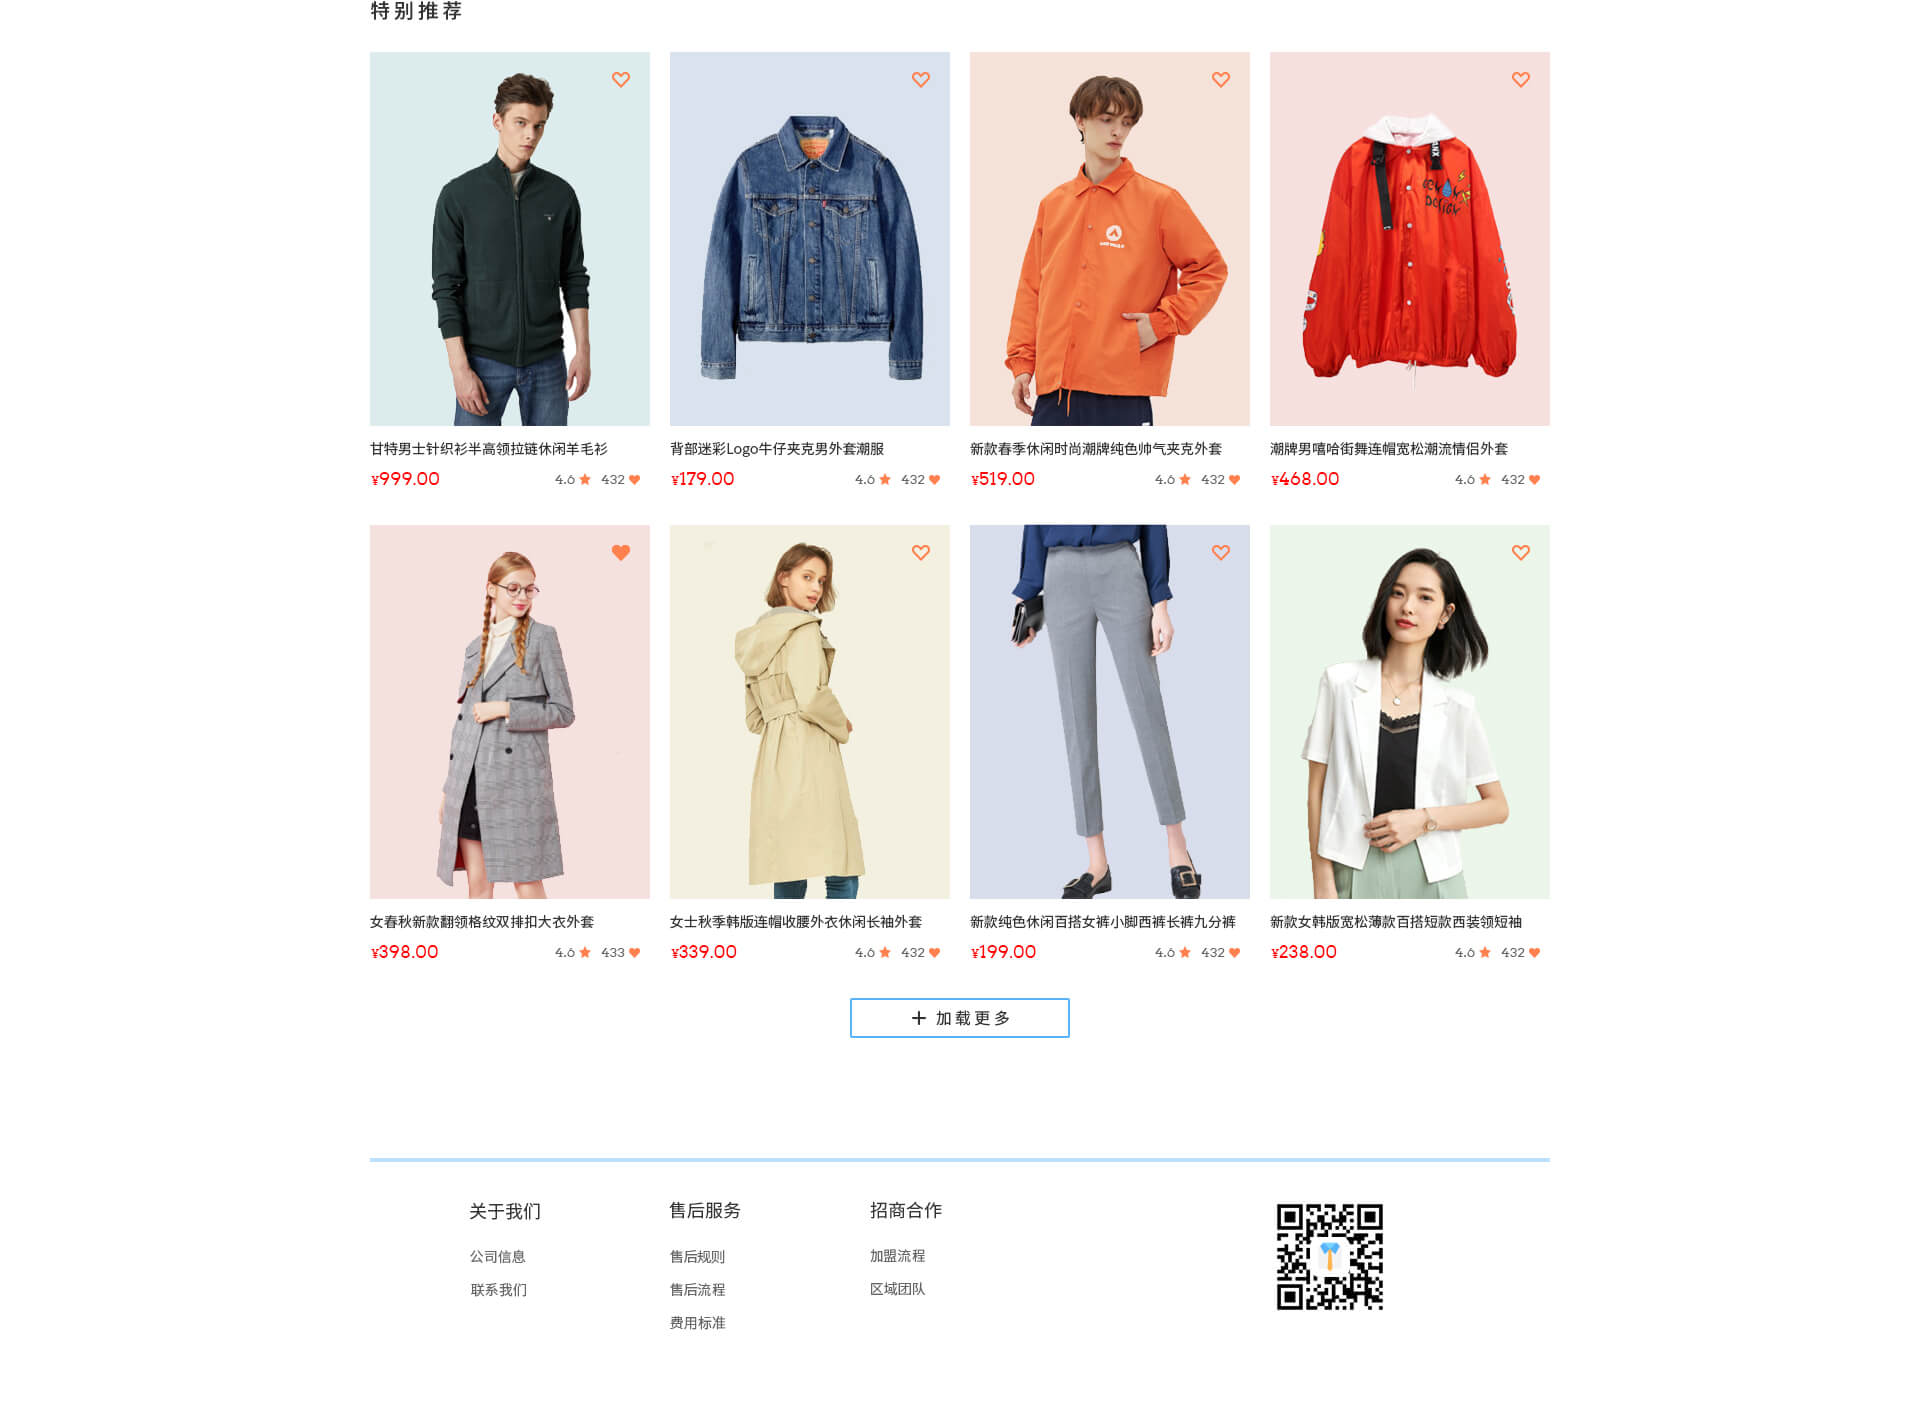 特别推荐
甘特男士针织衫半高领拉链休闲羊毛衫
背部迷彩Logo牛仔夹克男外套潮服
新款春季休闲时尚潮牌纯色帅气夹克外套
潮牌男嘻哈街舞连帽宽松潮流情侣外套
¥999.00 4.6 432
¥179.00 4.6 432
¥519.00 4.6 432
¥468.00 4.6 432
女春秋新款翻领格纹双排扣大衣外套
女士秋季韩版连帽收腰外衣休闲长袖外套
新款纯色休闲百搭女裤小脚西裤长裤九分裤
新款女韩版宽松薄款百搭短款西装领短袖
¥398.00 4.6 433
¥339.00 4.6 432
¥199.00 4.6 432
¥238.00 4.6 432
+ 加载更多
关于我们
公司信息
联系我们
售后服务
售后规则
售后流程
费用标准
招商合作
加盟流程
区域团队